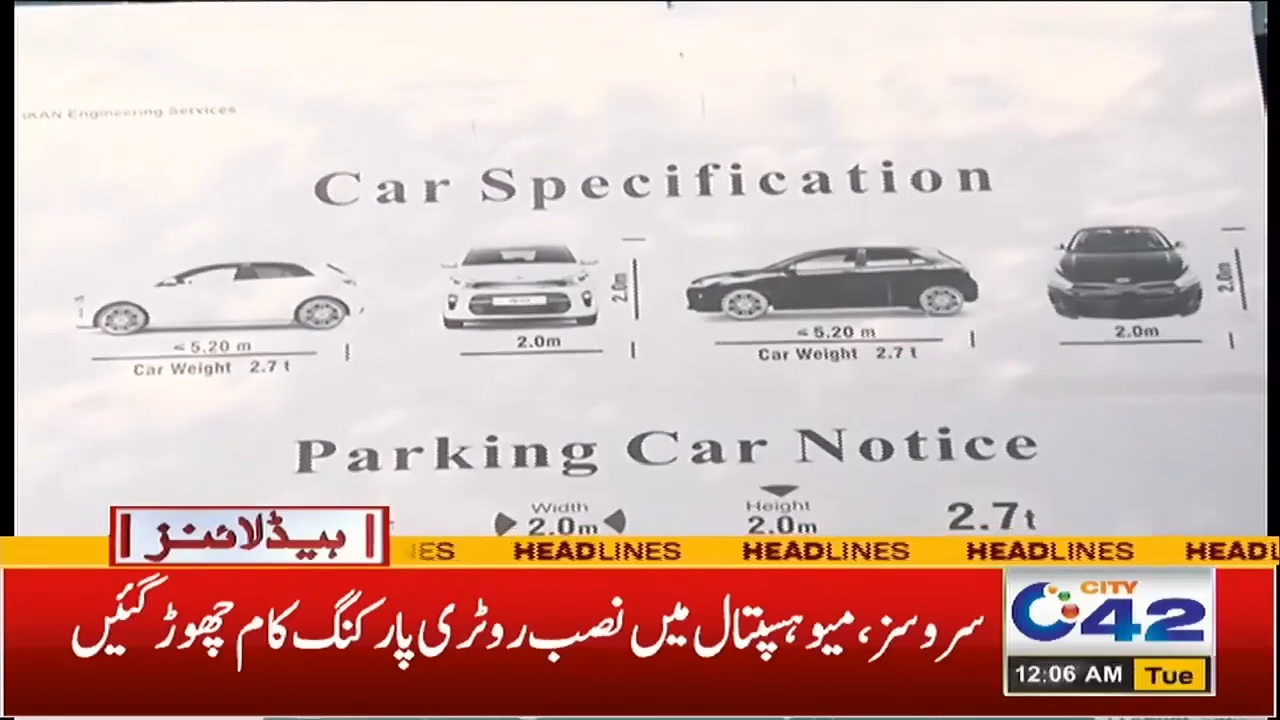 IKAN Engineering Services
Car Specification
2.0m
2.0m
≤ 5.20 m
2.0m
≤ 5.20 m
2.0m
Car Weight 2.7 t
Car Weight 2.7 t
Parking Car Notice
Width
Height
2.0m
2.0m
2.7t
ہیڈلائنز
HEADLINES HEADLINES HEADLINES
سروسز، میو ہسپتال میں نصب روٹری پارکنگ کام چھوڑ گئیں
CITY
42
12:06 AM Tue